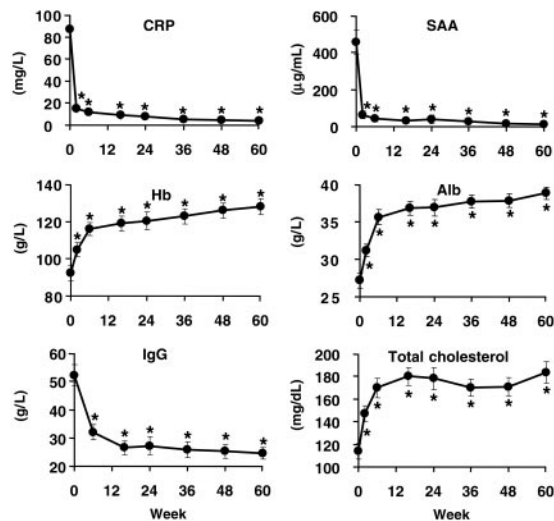 CRP
(mg/L)
100
80
60
40
20
0
* * * * * * *
0 12 24 36 48 60
SAA
(µg/mL)
600
400
200
0
* * * * * * *
0 12 24 36 48 60
Hb
(g/L)
140
120
100
80
* * * * * * *
0 12 24 36 48 60
Alb
(g/L)
40
35
30
25
* * * * * * *
0 12 24 36 48 60
IgG
(g/L)
60
50
40
30
20
* * * * * *
0 12 24 36 48 60
Week
Total cholesterol
(mg/dL)
200
180
160
140
120
100
* * * * * * *
0 12 24 36 48 60
Week